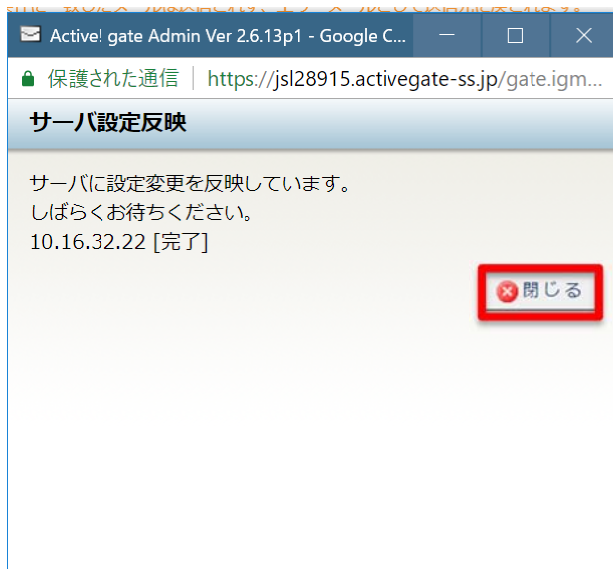 Active! gate Admin Ver 2.6.13p1 - Google C...
保護された通信 | https://jsl28915.activegate-ss.jp/gate.igm...
サーバ設定反映
サーバに設定変更を反映しています。
しばらくお待ちください。
10.16.32.22 [完了]
閉じる